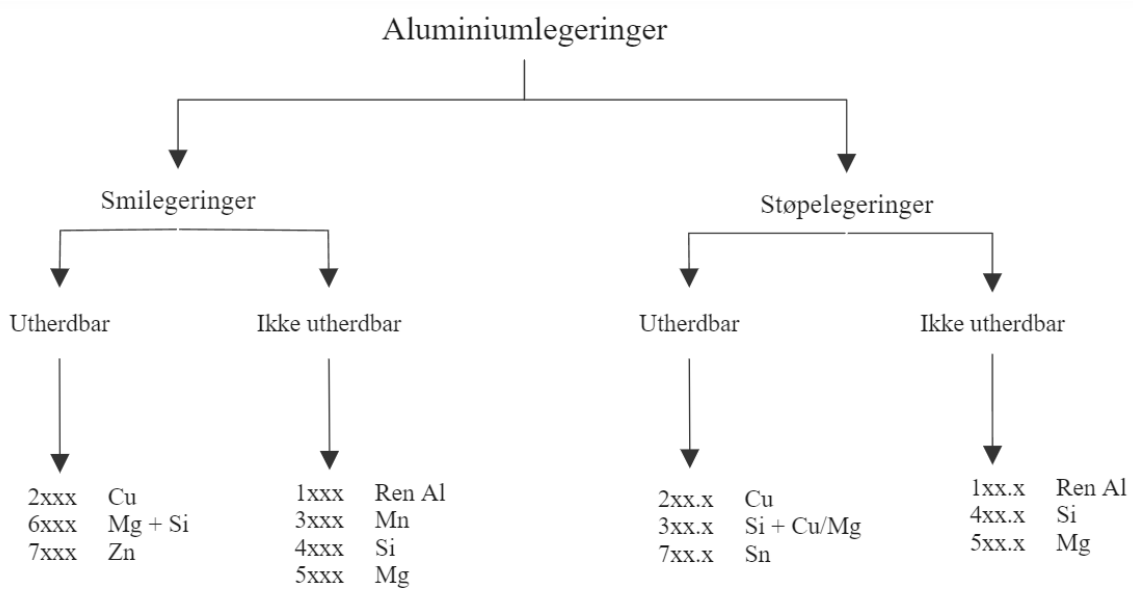 Aluminiumlegeringer
Smilegeringer
Støpelegeringer
Utherdbar
Ikke utherdbar
Utherdbar
Ikke utherdbar
2xxx Cu
6xxx Mg + Si
7xxx Zn
1xxx Ren Al
3xxx Mn
4xxx Si
5xxx Mg
2xx.x Cu
3xx.x Si + Cu/Mg
7xx.x Sn
1xx.x Ren Al
4xx.x Si
5xx.x Mg